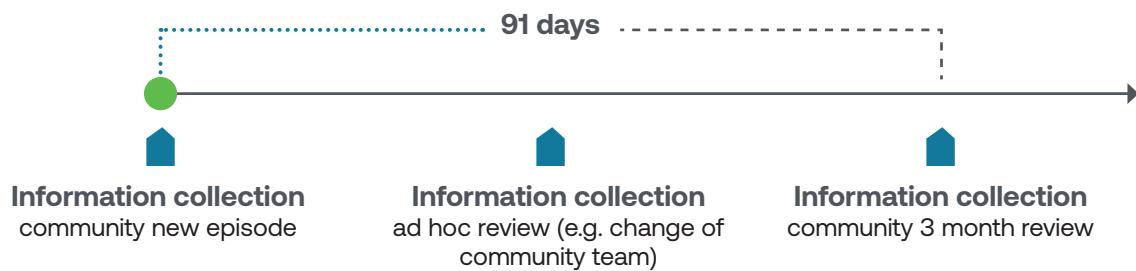 91 days
Information collection
community new episode
Information collection
ad hoc review (e.g. change of
community team)
Information collection
community 3 month review